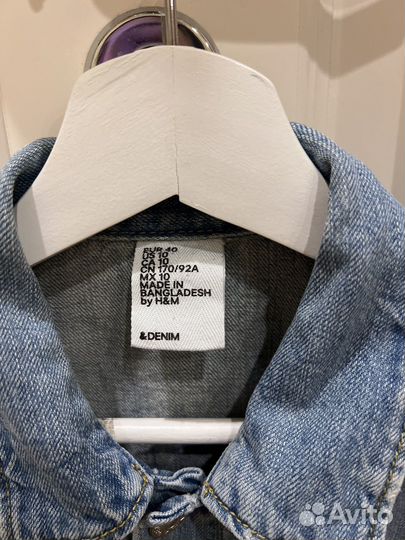 EUR 40
US 10
CA 10
CN 170/92A
MX 10
MADE IN
BANGLADESH
by H&M
&DENIM
Avito